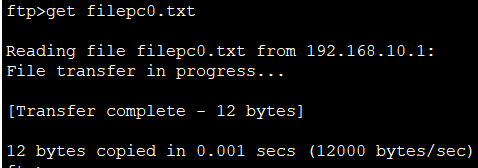 ftp>get filepc0.txt
Reading file filepc0.txt from 192.168.10.1:
File transfer in progress...
[Transfer complete - 12 bytes]
12 bytes copied in 0.001 secs (12000 bytes/sec)